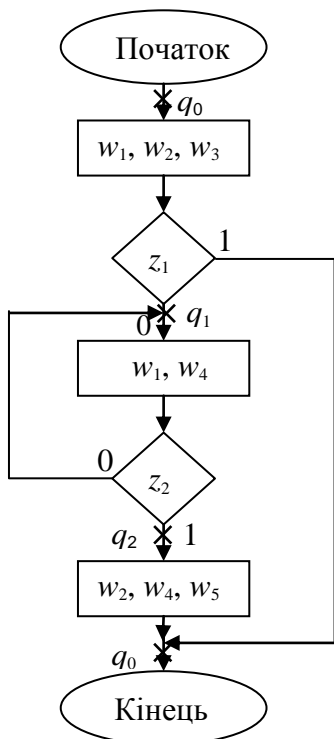 Початок
q₀
w₁, w₂, w₃
1
z₁
0 q₁
w₁, w₄
0
z₂
q₂ 1
w₂, w₄, w₅
q₀
Кінець